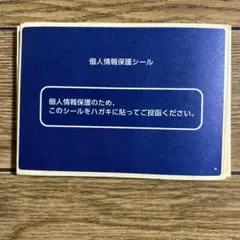 個人情報保護シール
個人情報保護のため、
このシールをハガキに貼ってご投函ください。